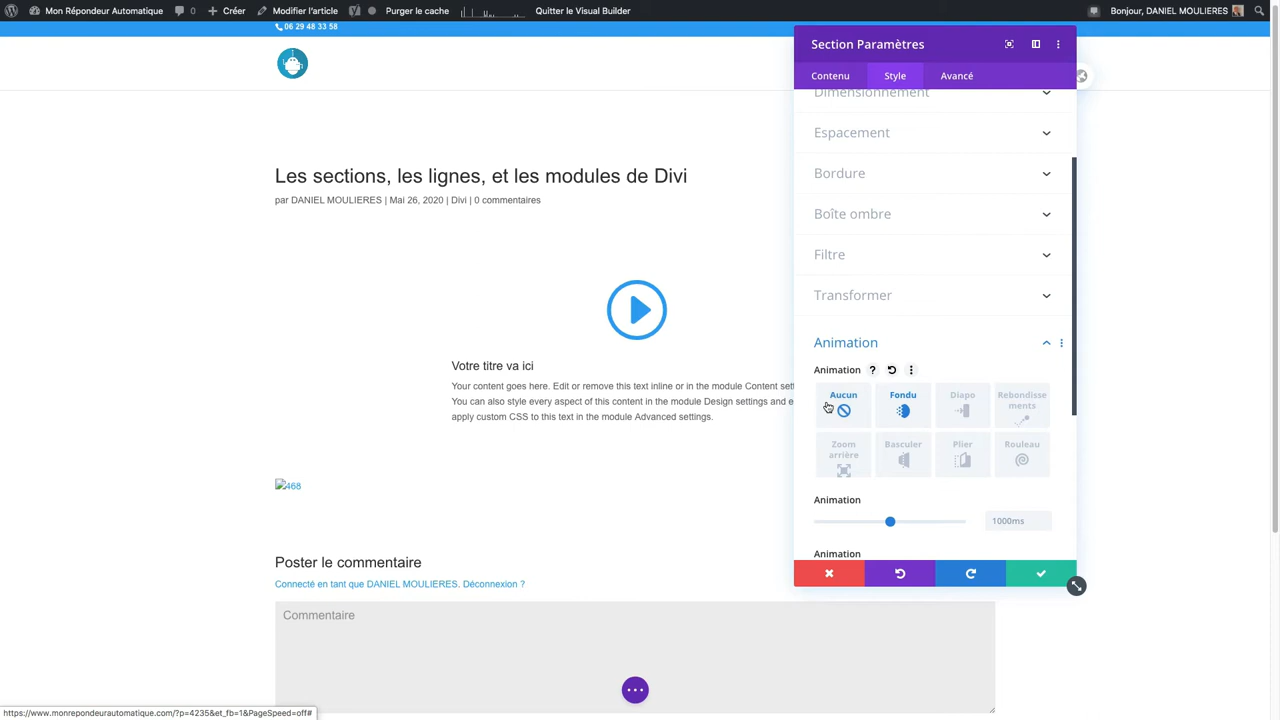 Mon Répondeur Automatique 0 Créer Modifier l'article Purger le cache Quitter le Visual Builder Bonjour, DANIEL MOULIERES
06 29 48 33 58
Section Paramètres
Contenu Style Avancé
Dimensionnement
Espacement
Bordure
Boîte ombre
Filtre
Transformer
Animation
Animation ?
Aucun Fondu Diapo Rebondisse
ments
Zoom
arrière Basculer Plier Rouleau
Animation
1000ms
Animation
Les sections, les lignes, et les modules de Divi
par DANIEL MOULIERES | Mai 26, 2020 | Divi | 0 commentaires
Votre titre va ici
Your content goes here. Edit or remove this text inline or in the module Content
You can also style every aspect of this content in the module Design settings and
apply custom CSS to this text in the module Advanced settings.
468
Poster le commentaire
Connecté en tant que DANIEL MOULIERES. Déconnexion ?
Commentaire
https://www.monrepondeurautomatique.com/?p=4235&et_fb=1&PageSpeed=off#